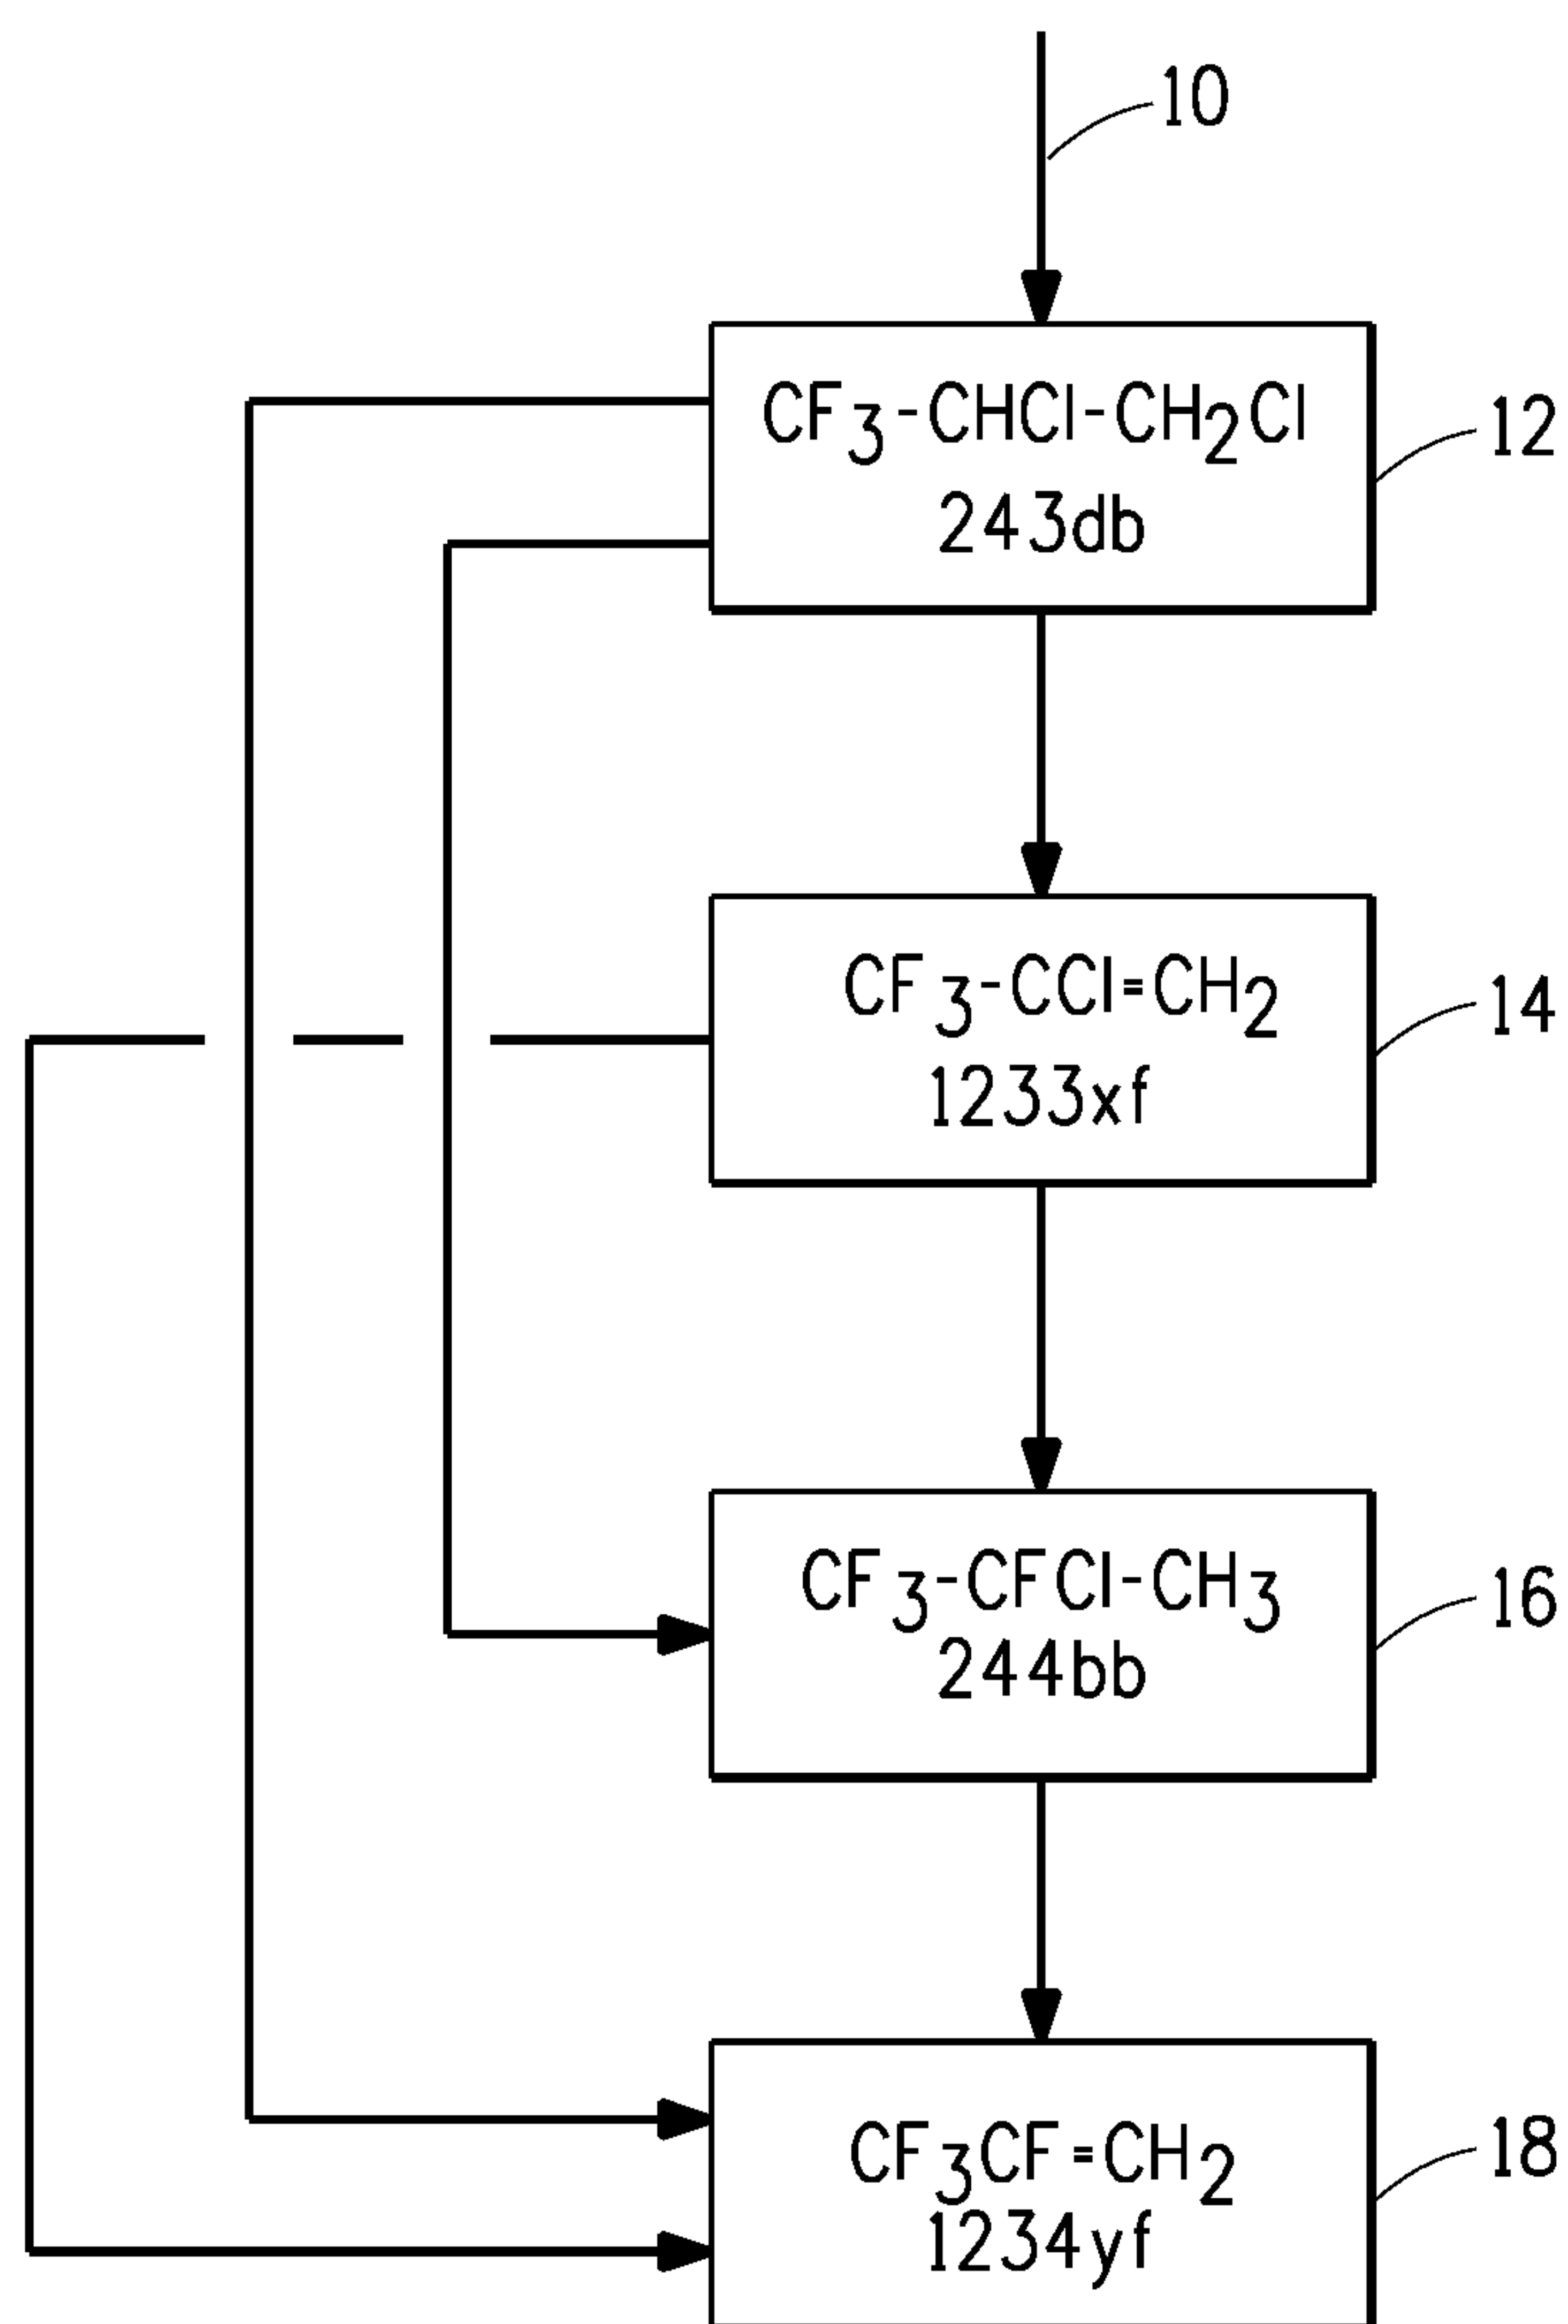 10
CF3-CHCl-CH2Cl
243db
12
CF3-CCl=CH2
1233xf
14
CF3-CFCl-CH3
244bb
16
CF3CF=CH2
1234yf
18